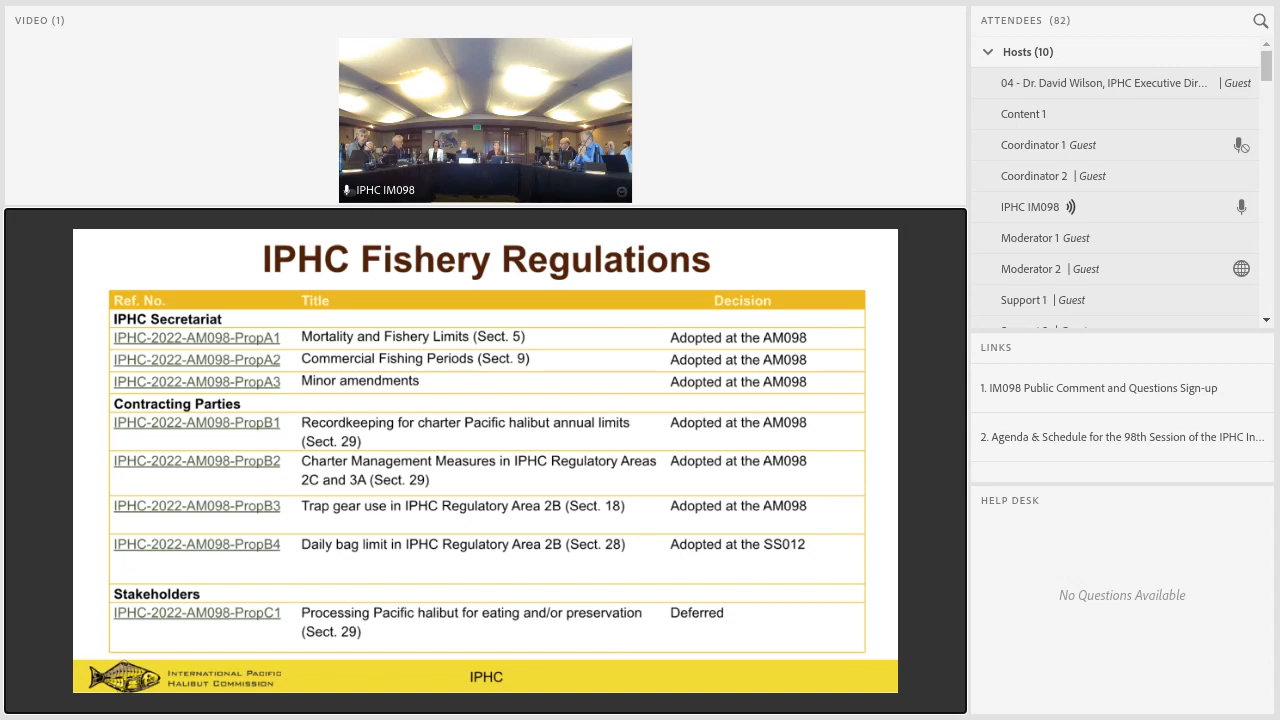 VIDEO (1)
IPHC IM098
IPHC Fishery Regulations
Ref. No. Title Decision
IPHC Secretariat
IPHC-2022-AM098-PropA1 Mortality and Fishery Limits (Sect. 5) Adopted at the AM098
IPHC-2022-AM098-PropA2 Commercial Fishing Periods (Sect. 9) Adopted at the AM098
IPHC-2022-AM098-PropA3 Minor amendments Adopted at the AM098
Contracting Parties
IPHC-2022-AM098-PropB1 Recordkeeping for charter Pacific halibut annual limits Adopted at the AM098
(Sect. 29)
IPHC-2022-AM098-PropB2 Charter Management Measures in IPHC Regulatory Areas Adopted at the AM098
2C and 3A (Sect. 29)
IPHC-2022-AM098-PropB3 Trap gear use in IPHC Regulatory Area 2B (Sect. 18) Adopted at the AM098
IPHC-2022-AM098-PropB4 Daily bag limit in IPHC Regulatory Area 2B (Sect. 28) Adopted at the SS012
Stakeholders
IPHC-2022-AM098-PropC1 Processing Pacific halibut for eating and/or preservation Deferred
(Sect. 29)
INTERNATIONAL PACIFIC
HALIBUT COMMISSION
IPHC
ATTENDEES (82)
Hosts (10)
04 - Dr. David Wilson, IPHC Executive Dir... | Guest
Content 1
Coordinator 1 Guest
Coordinator 2 | Guest
IPHC IM098
Moderator 1 Guest
Moderator 2 | Guest
Support 1 | Guest
LINKS
1. IM098 Public Comment and Questions Sign-up
2. Agenda & Schedule for the 98th Session of the IPHC In...
HELP DESK
No Questions Available